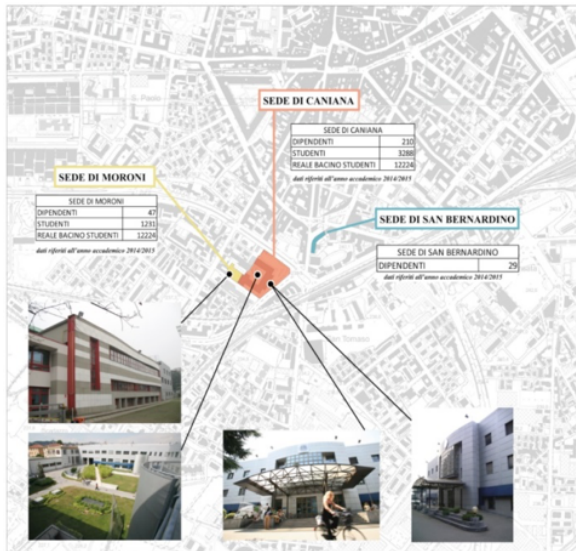 SEDE DI CANIANA
SEDE DI CANIANA
DIPENDENTI 210
STUDENTI 3288
REALE BACINO STUDENTI 12224
dati riferiti all'anno accademico 2014/2015
SEDE DI MORONI
SEDE DI MORONI
DIPENDENTI 47
STUDENTI 1231
REALE BACINO STUDENTI 12224
dati riferiti all'anno accademico 2014/2015
SEDE DI SAN BERNARDINO
SEDE DI SAN BERNARDINO
DIPENDENTI 29
dati riferiti all'anno accademico 2014/2015